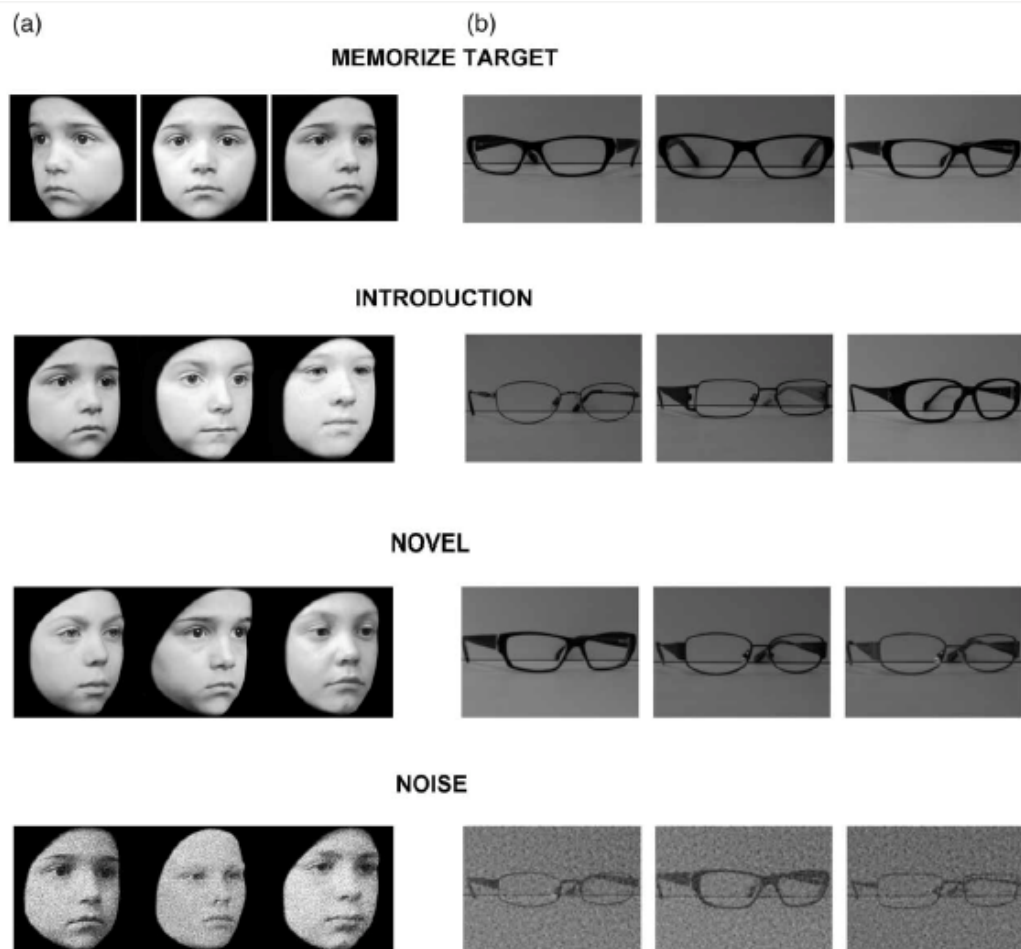 (a)
(b)
MEMORIZE TARGET
INTRODUCTION
NOVEL
NOISE